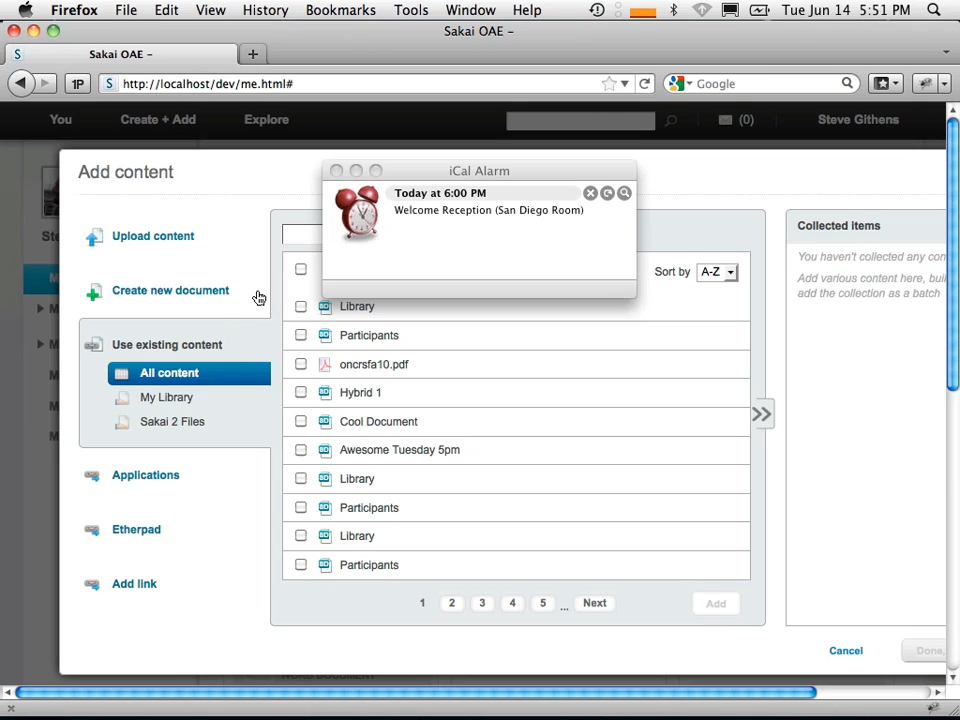 Firefox File Edit View History Bookmarks Tools Window Help Tue Jun 14 5:51 PM
Sakai OAE -
S Sakai OAE - +
1P S http://localhost/dev/me.html# Google
You Create + Add Explore (0) Steve Githens
Add content
iCal Alarm
Today at 6:00 PM
Welcome Reception (San Diego Room)
Upload content
Create new document
Use existing content
All content
My Library
Sakai 2 Files
Applications
Etherpad
Add link
Sort by A-Z
Library
Participants
oncrsfa10.pdf
Hybrid 1
Cool Document
Awesome Tuesday 5pm
Library
Participants
Library
Participants
1 2 3 4 5 ... Next Add
Collected items
You haven't collected any
Add various content here,
add the collection as a batch
Cancel Done,